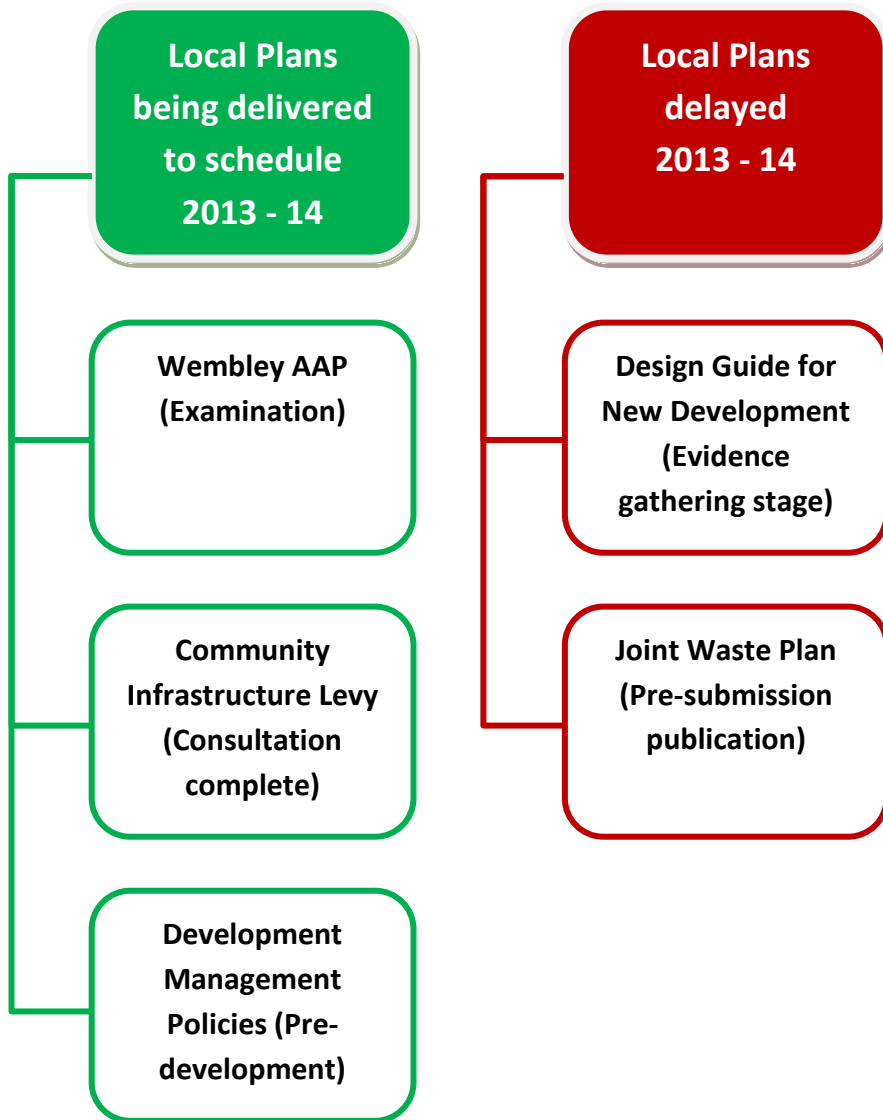 Local Plans
being delivered
to schedule
2013 - 14
Wembley AAP
(Examination)
Community
Infrastructure Levy
(Consultation
complete)
Development
Management
Policies (Pre-
development)
Local Plans
delayed
2013 - 14
Design Guide for
New Development
(Evidence
gathering stage)
Joint Waste Plan
(Pre-submission
publication)